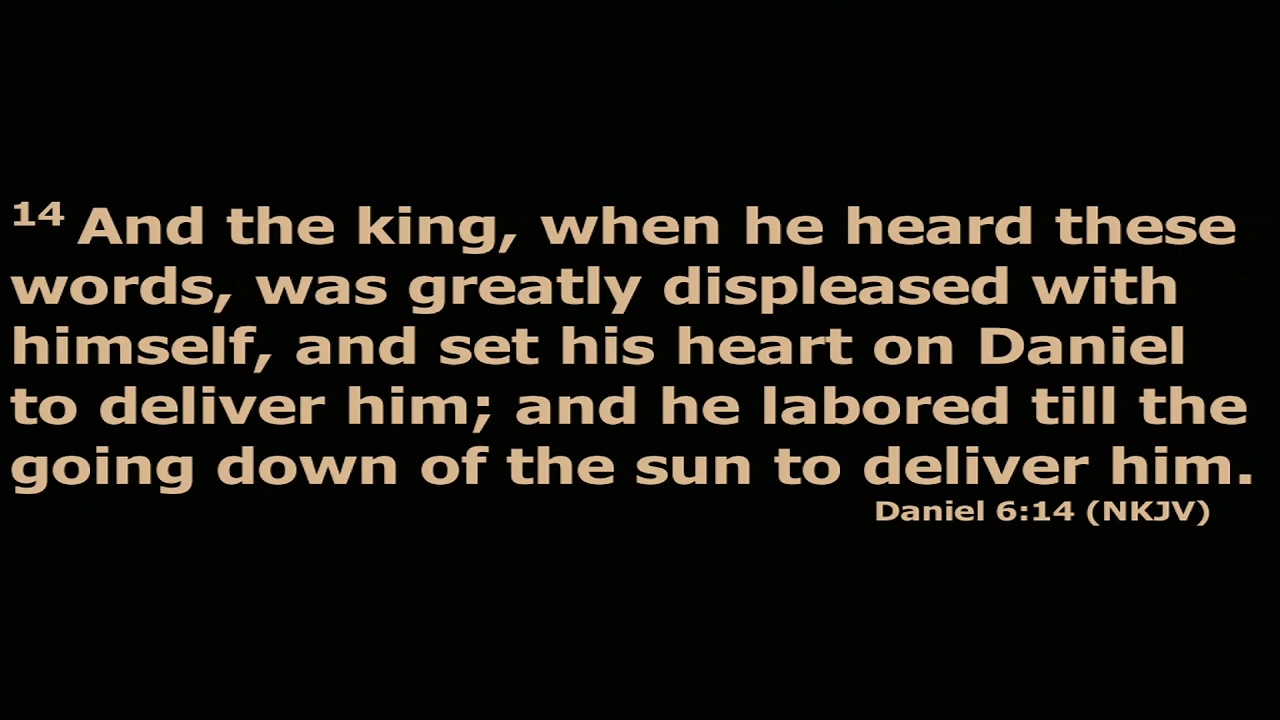 14 And the king, when he heard these
words, was greatly displeased with
himself, and set his heart on Daniel
to deliver him; and he labored till the
going down of the sun to deliver him.
Daniel 6:14 (NKJV)